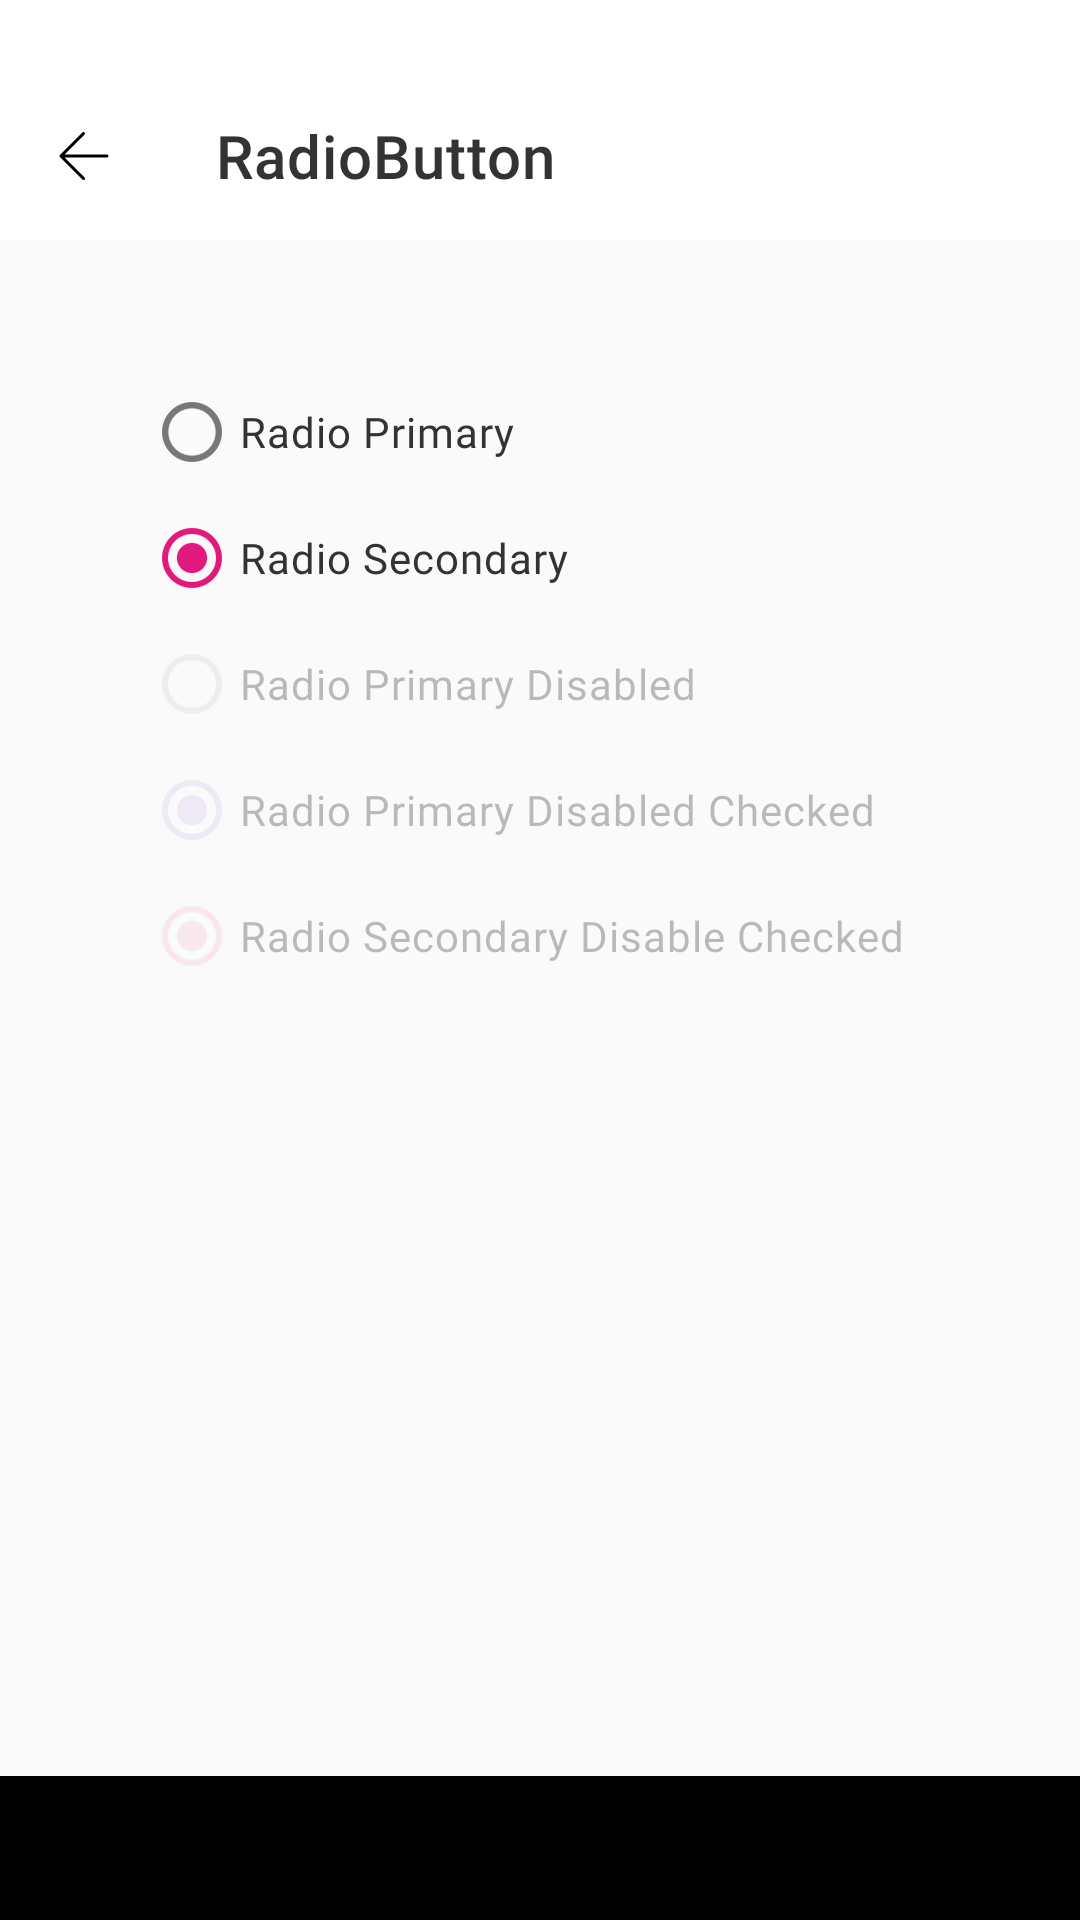 RadioButton
Radio Primary
Radio Secondary
Radio Primary Disabled
Radio Primary Disabled Checked
Radio Secondary Disable Checked